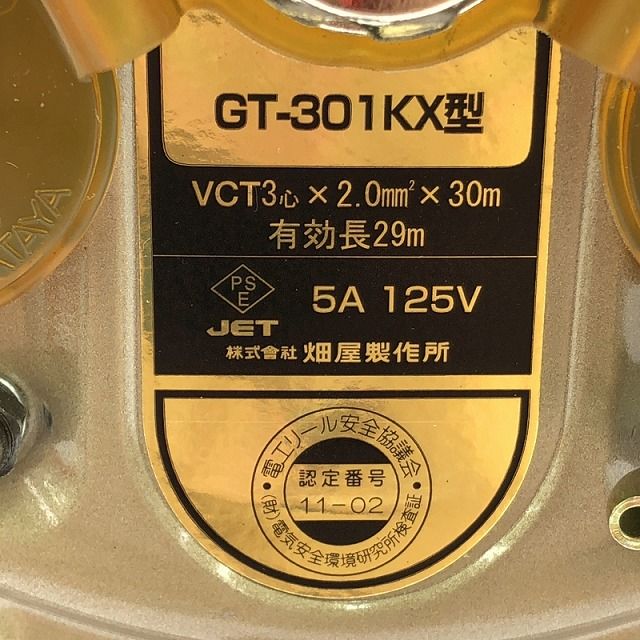 GT-301KX型
VCT3心×2.0mm²×30m
有効長29m
PS
E
JET
5A 125V
株式會社 畑屋製作所
・電工リール安全協議会・
認定番号
11-02
(財)電気安全環境研究所検査証
TAYA